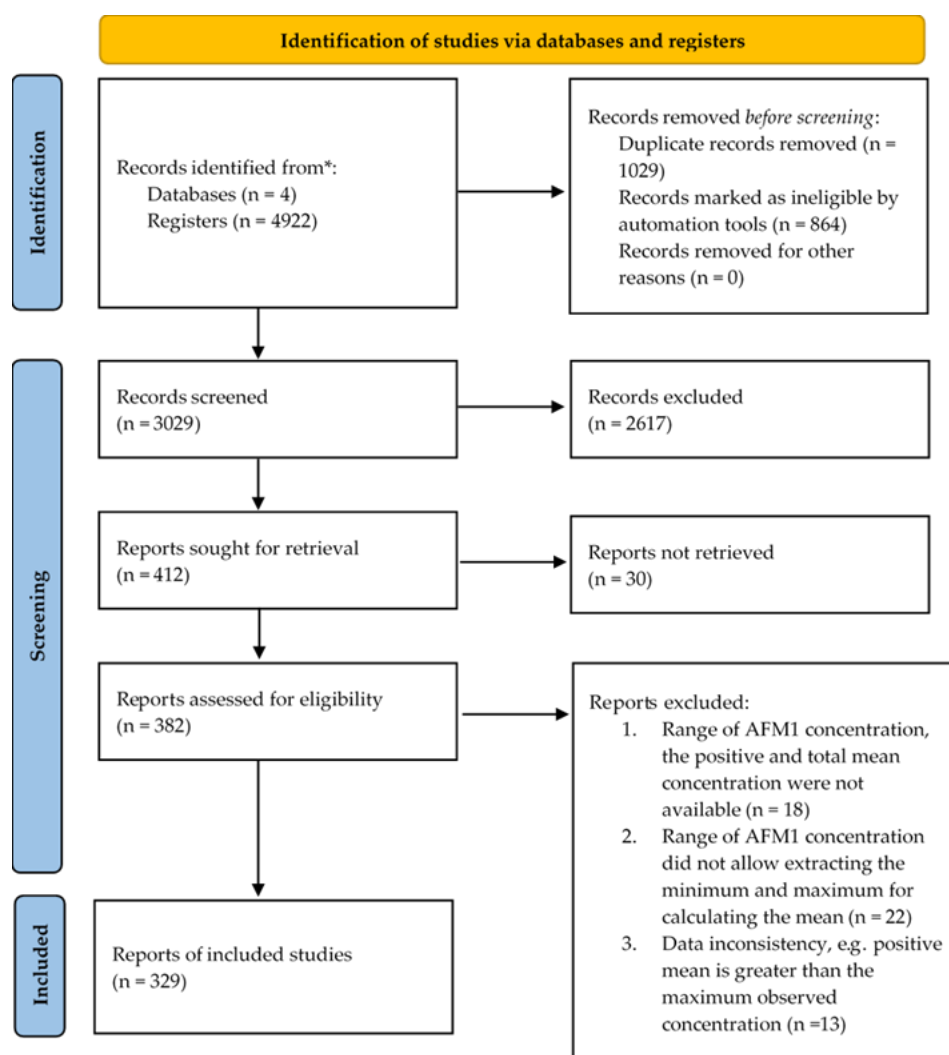 Identification of studies via databases and registers
Identification
Records identified from*:
Databases (n = 4)
Registers (n = 4922)
Records removed before screening:
Duplicate records removed (n =
1029)
Records marked as ineligible by
automation tools (n = 864)
Records removed for other
reasons (n = 0)
Screening
Records screened
(n = 3029)
Records excluded
(n = 2617)
Reports sought for retrieval
(n = 412)
Reports not retrieved
(n = 30)
Reports assessed for eligibility
(n = 382)
Reports excluded:
1. Range of AFM1 concentration,
the positive and total mean
concentration were not
available (n = 18)
2. Range of AFM1 concentration
did not allow extracting the
minimum and maximum for
calculating the mean (n = 22)
3. Data inconsistency, e.g. positive
mean is greater than the
maximum observed
concentration (n =13)
Included
Reports of included studies
(n = 329)